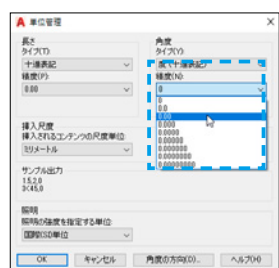 単位管理
長さ
タイプ(T):
十進表記
精度(P):
0.00
角度
タイプ(Y):
度（十進表記）
精度(N):
0
0
0.0
0.00
0.000
0.0000
0.00000
0.000000
0.0000000
0.00000000
挿入尺度
挿入されるコンテンツの尺度単位:
ミリメートル
サンプル出力
1.5,2,0
3<45,0
照明
照明の強度を指定する単位:
国際(SI)単位
OK キャンセル 角度の方向(D)... ヘルプ(H)